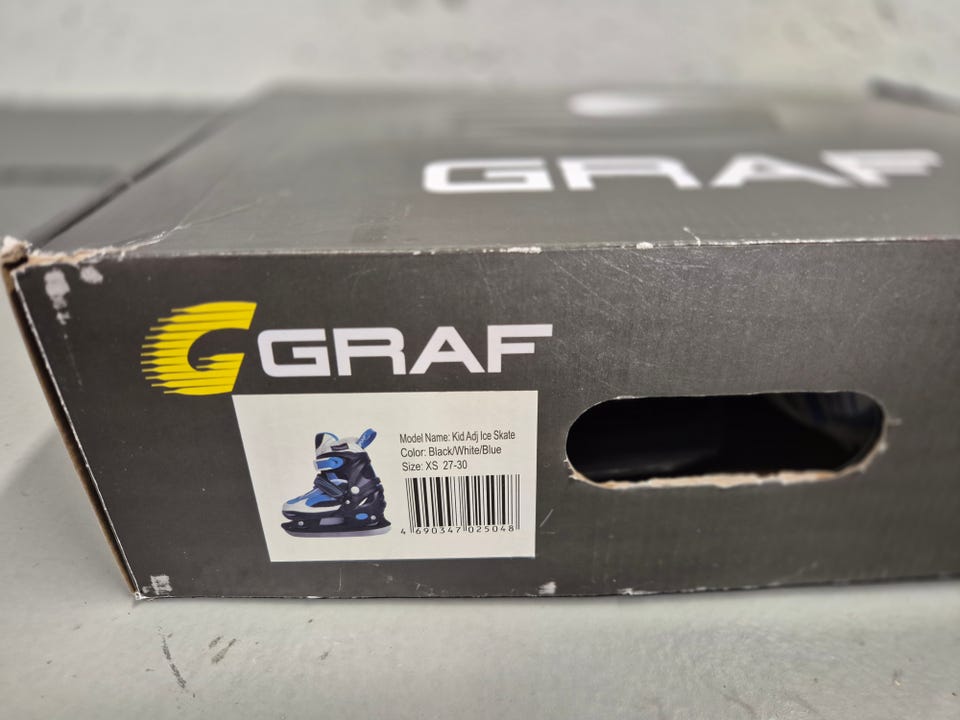 GRAF
G GRAF
Model Name: Kid Adj Ice Skate
Color: Black/White/Blue
Size: XS 27-30
4 690347 025048